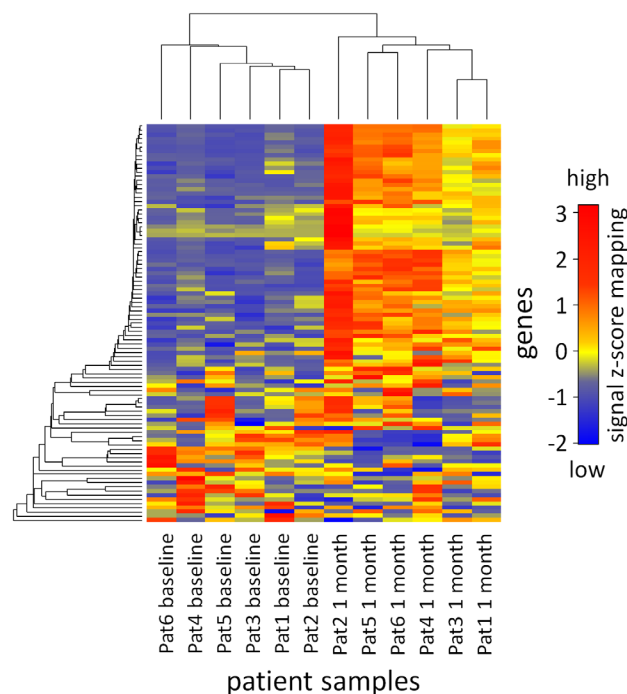 high
3
2
1
0
-1
-2
low
signal z-score mapping
genes
Pat6 baseline
Pat4 baseline
Pat5 baseline
Pat3 baseline
Pat1 baseline
Pat2 baseline
Pat2 1 month
Pat5 1 month
Pat6 1 month
Pat4 1 month
Pat3 1 month
Pat1 1 month
patient samples